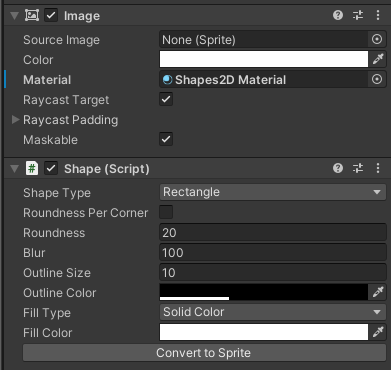 Image
Source Image None (Sprite)
Color
Material Shapes2D Material
Raycast Target
Raycast Padding
Maskable
# Shape (Script)
Shape Type Rectangle
Roundness Per Corner
Roundness 20
Blur 100
Outline Size 10
Outline Color
Fill Type Solid Color
Fill Color
Convert to Sprite